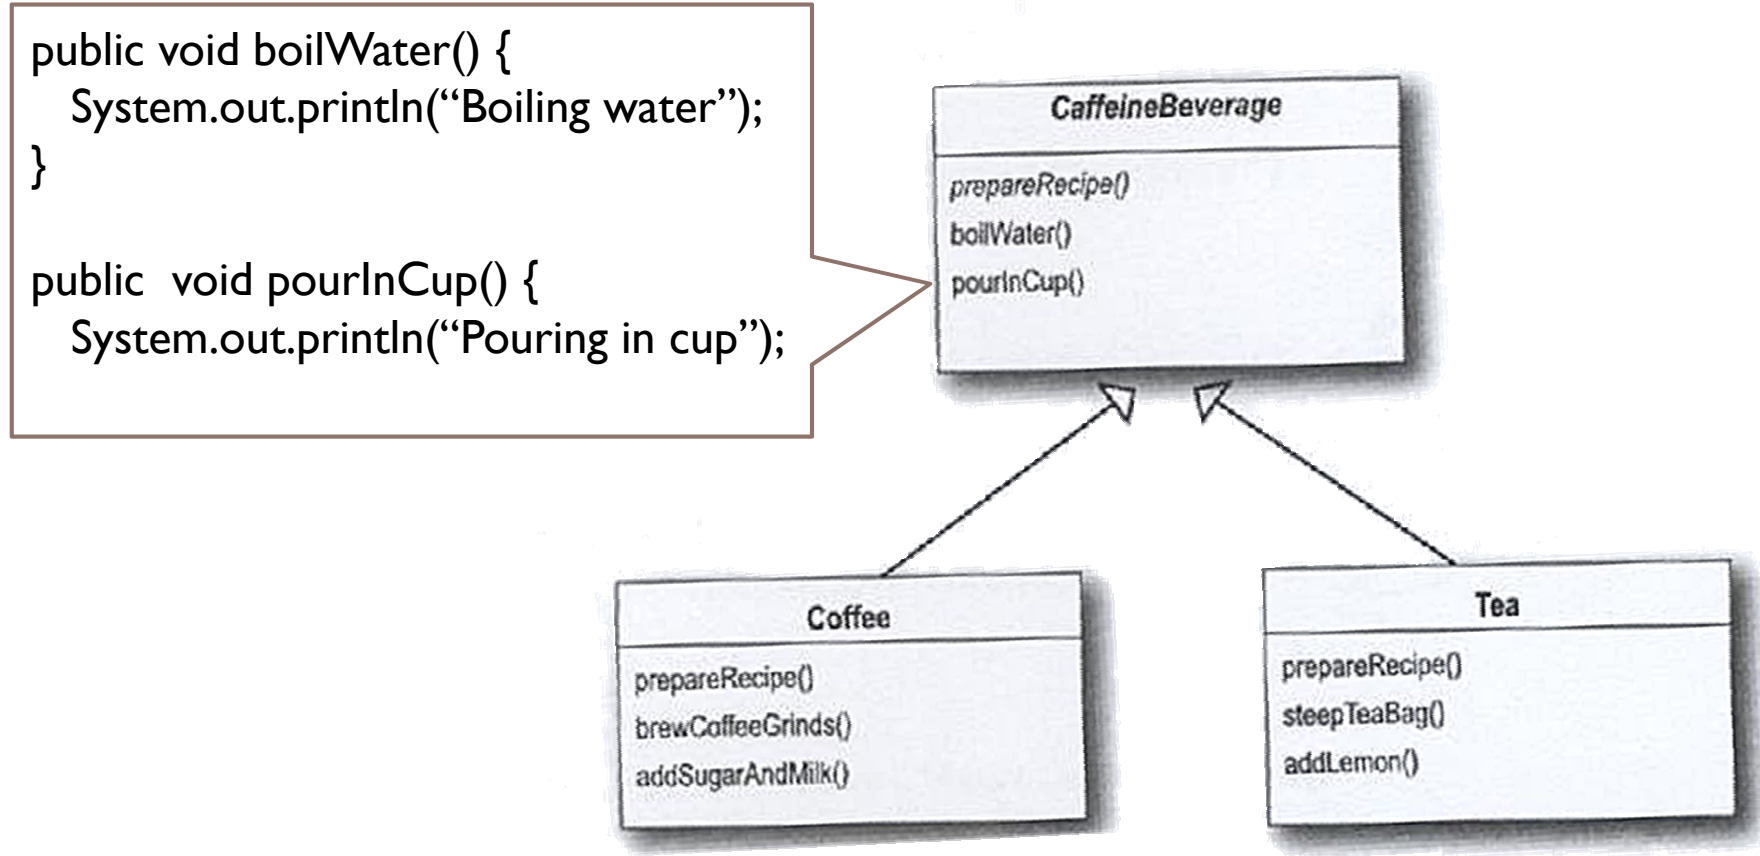 public void boilWater() {
System.out.println(“Boiling water”);
}
public  void pourInCup() {
System.out.println(“Pouring in cup”);
CaffeineBeverage
prepareRecipe()
boilWater()
pourInCup()
Coffee
prepareRecipe()
brewCoffeeGrinds()
addSugarAndMilk()
Tea
prepareRecipe()
steepTeaBag()
addLemon()